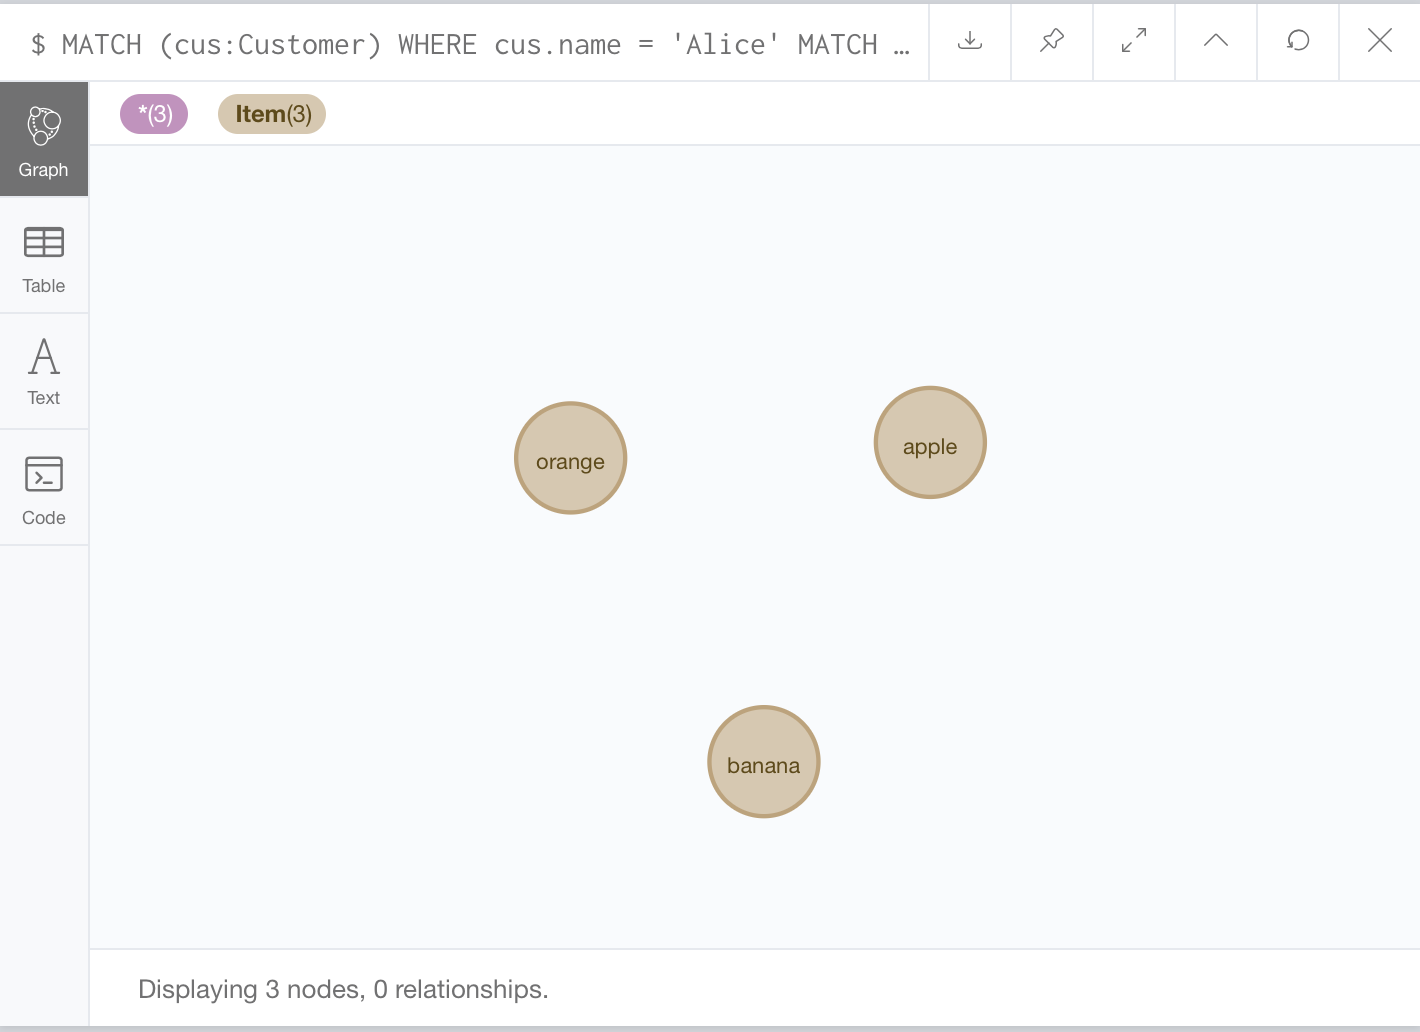 $ MATCH (cus:Customer) WHERE cus.name = 'Alice' MATCH …
*(3) Item(3)
Graph
Table
Text
Code
orange
apple
banana
Displaying 3 nodes, 0 relationships.